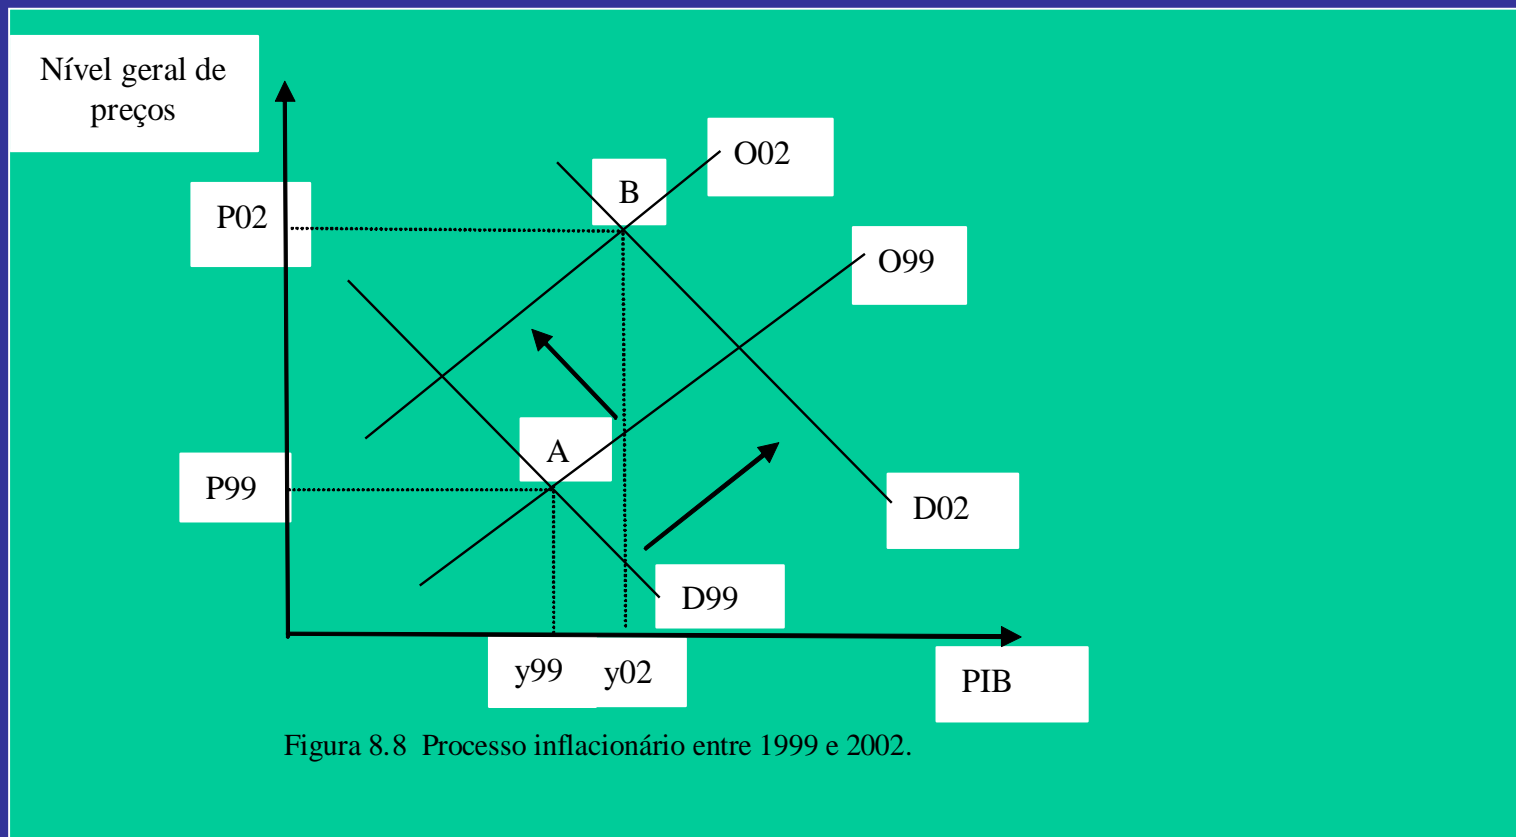 Nível geral de
preços
O02
B
P02
O99
A
P99
D02
D99
y99
y02
PIB
Figura 8.8 Processo inflacionário entre 1999 e 2002.